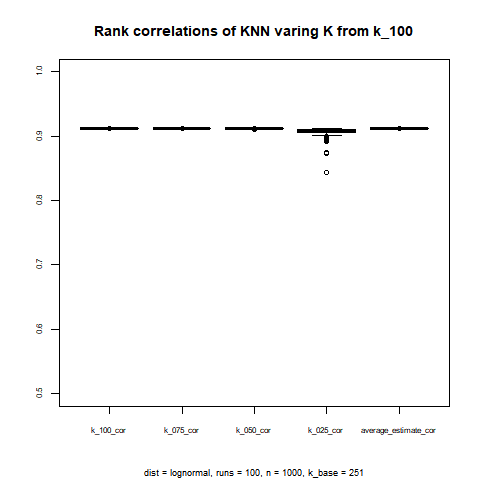 Rank correlations of KNN varing K from k_100
1.0
0.9
0.8
0.7
0.6
0.5
k_100_cor k_075_cor k_050_cor k_025_cor average_estimate_cor
dist = lognormal, runs = 100, n = 1000, k_base = 251